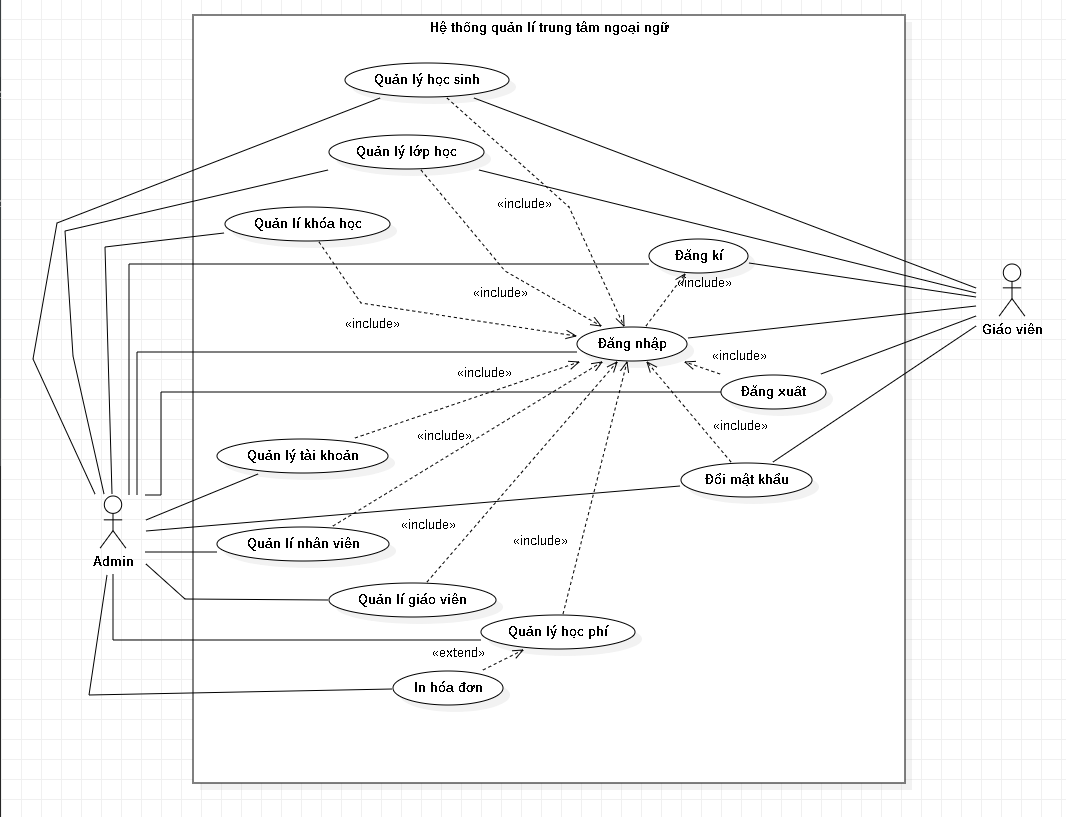 Hệ thống quản lí trung tâm ngoại ngữ
Quản lý học sinh
Quản lý lớp học
«include»
Quản lí khóa học
Đăng kí
«include»
«include»
«include»
Giáo viên
Đăng nhập
«include»
«include»
Đăng xuất
«include»
«include»
Quản lý tài khoản
Đổi mật khẩu
«include»
«include»
Quản lí nhân viên
Admin
Quản lí giáo viên
Quản lý học phí
«extend»
In hóa đơn